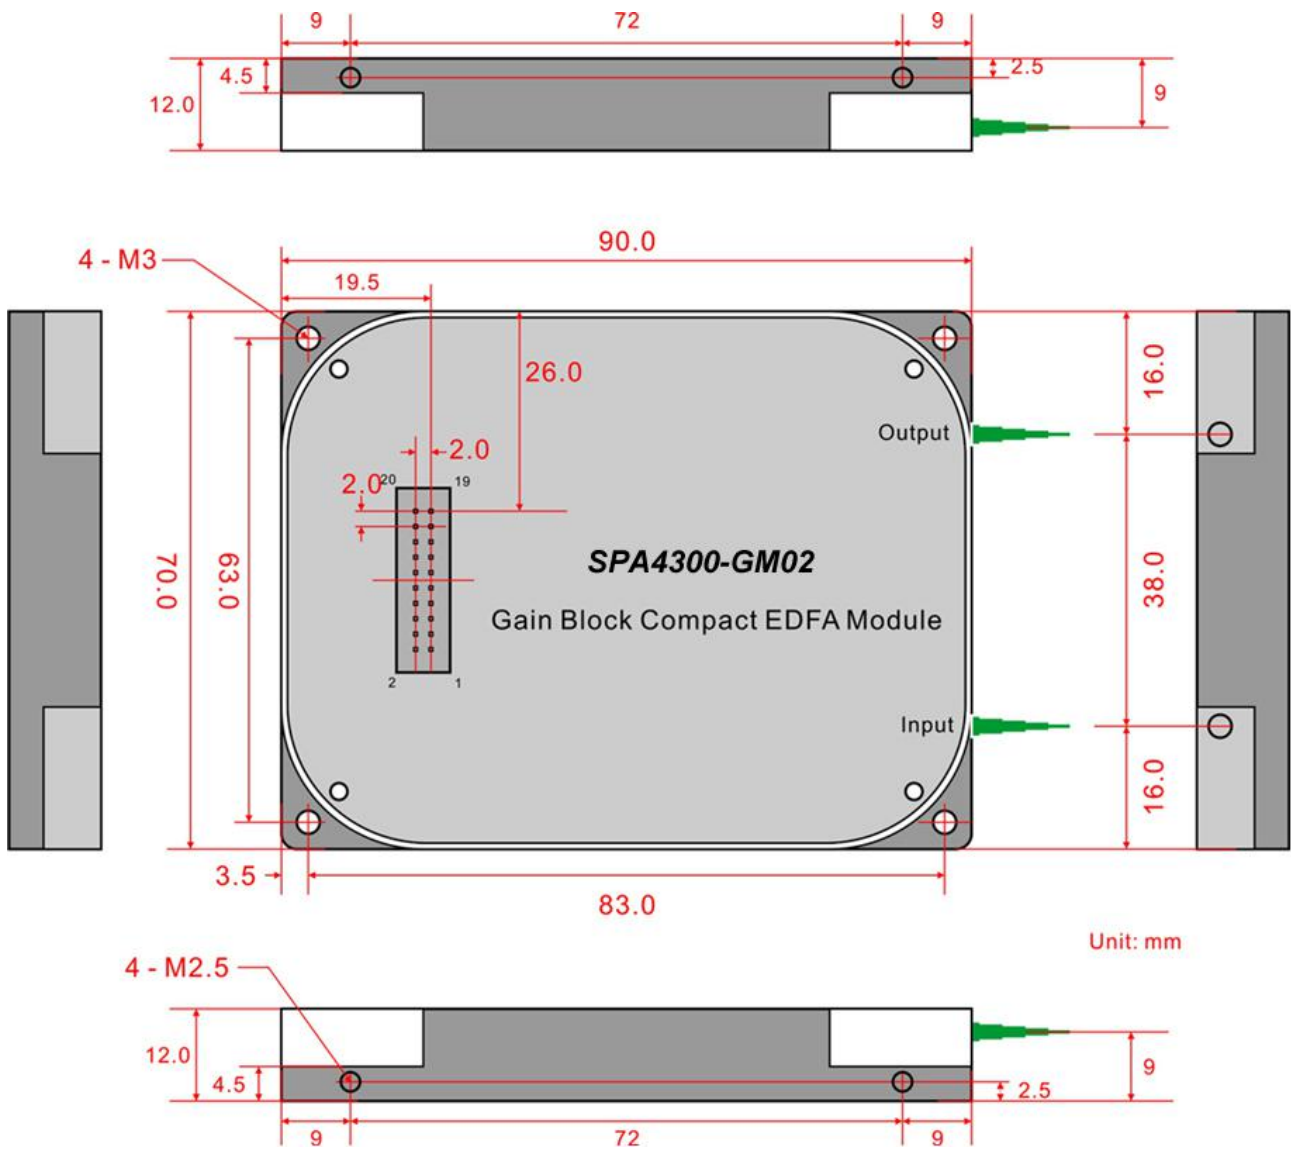 9 72 9
4.5 2.5
12.0 9
90.0
4 - M3
19.5
26.0
16.0
Output
2.0
2.0 20 19
SPA4300-GM02
70.0 63.0 38.0
Gain Block Compact EDFA Module
2 1
Input
16.0
3.5
83.0
Unit: mm
4 - M2.5
12.0 9
4.5 2.5
9 72 9